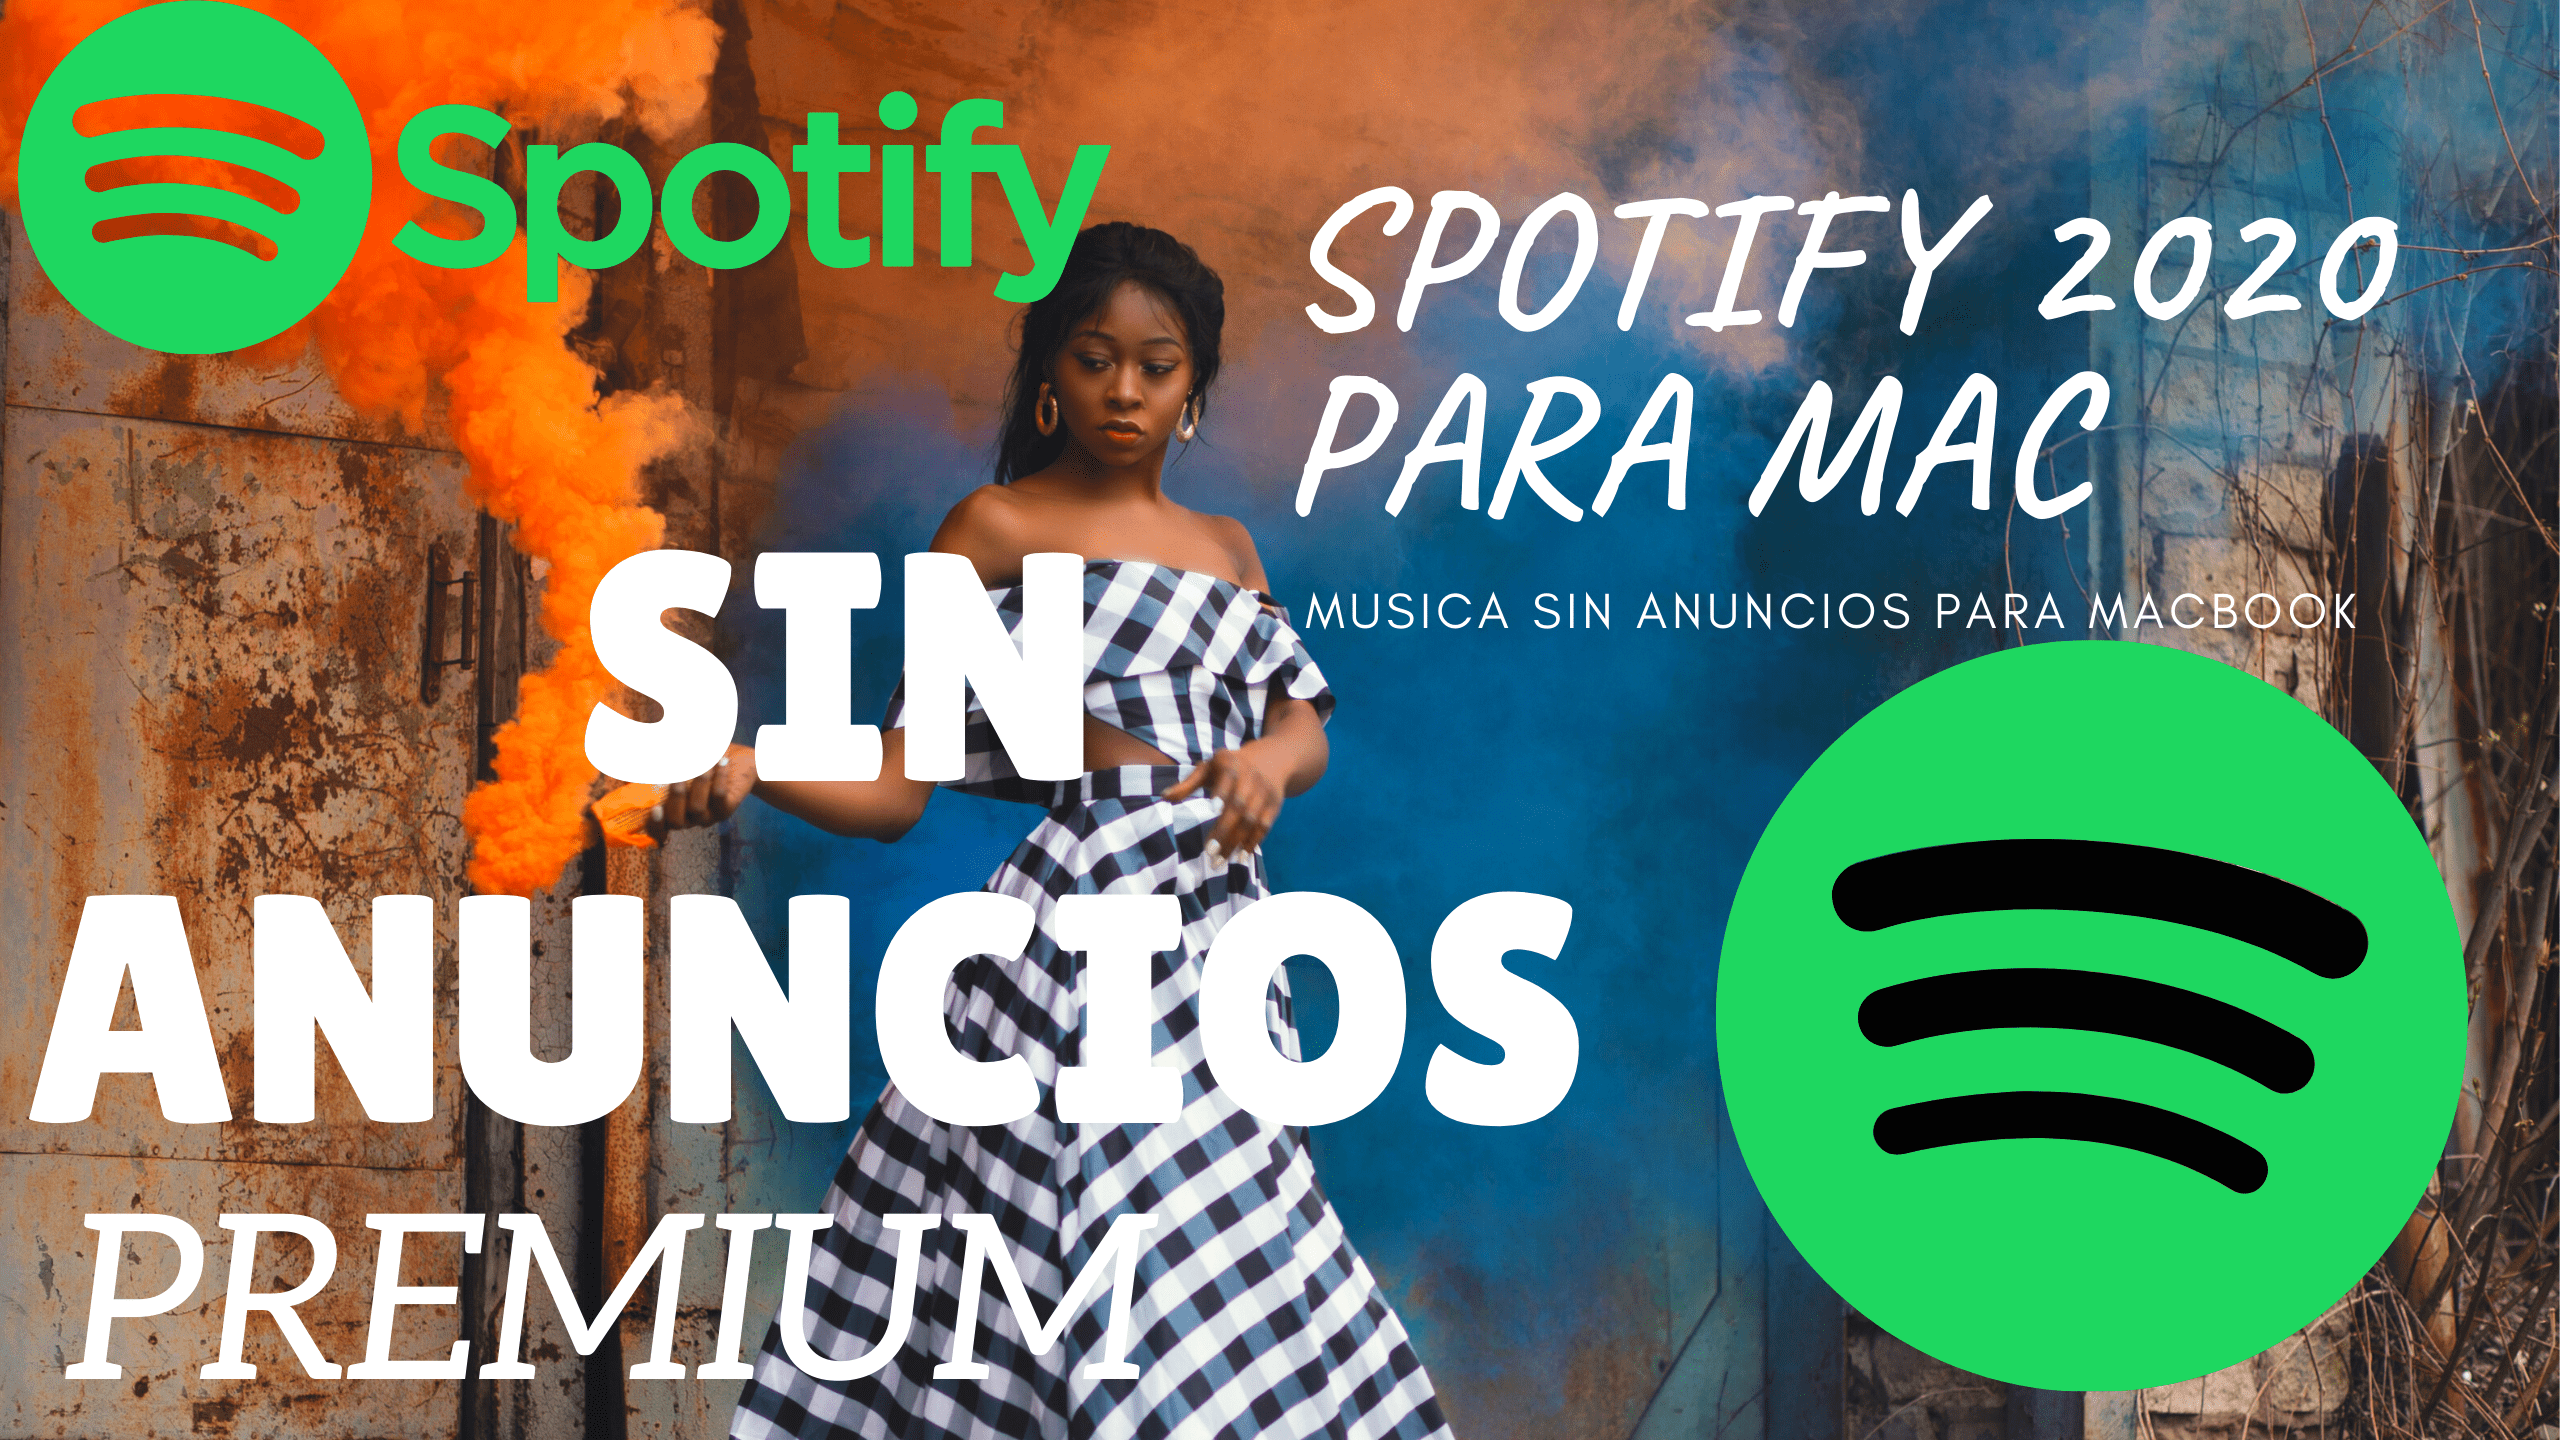 Spotify
SPOTIFY 2020
PARA MAC
MUSICA SIN ANUNCIOS PARA MACBOOK
SIN
ANUNCIOS
PREMIUM